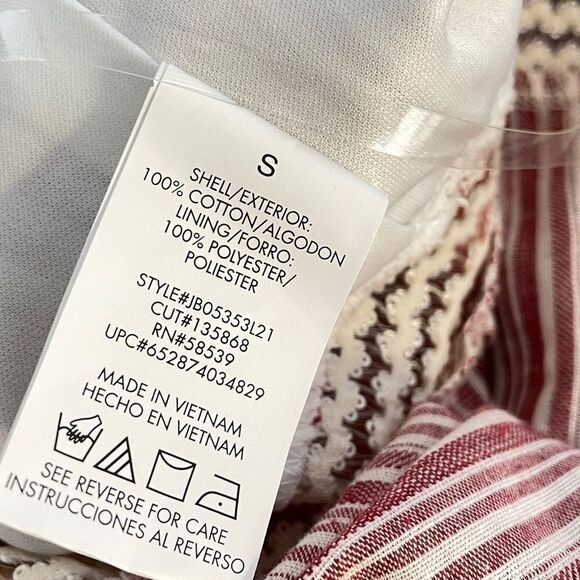 S
SHELL/EXTERIOR:
100% COTTON/ALGODON
LINING/FORRO:
100% POLYESTER/
POLIESTER
STYLE#JB05353L21
CUT#135868
RN#58539
UPC#652874034829
MADE IN VIETNAM
HECHO EN VIETNAM
SEE REVERSE FOR CARE
INSTRUCCIONES AL REVERSO